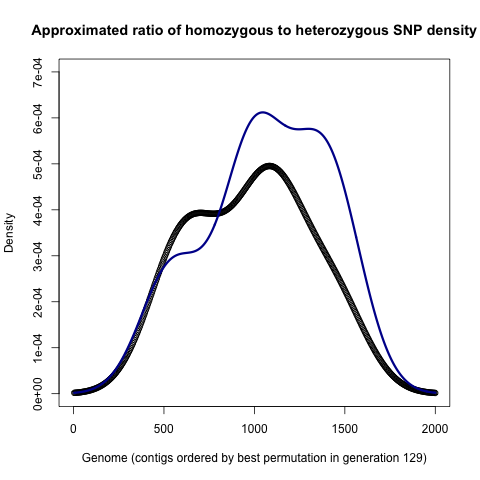 Approximated ratio of homozygous to heterozygous SNP density
7e-04
6e-04
5e-04
4e-04
3e-04
2e-04
1e-04
0e+00
Density
0 500 1000 1500 2000
Genome (contigs ordered by best permutation in generation 129)